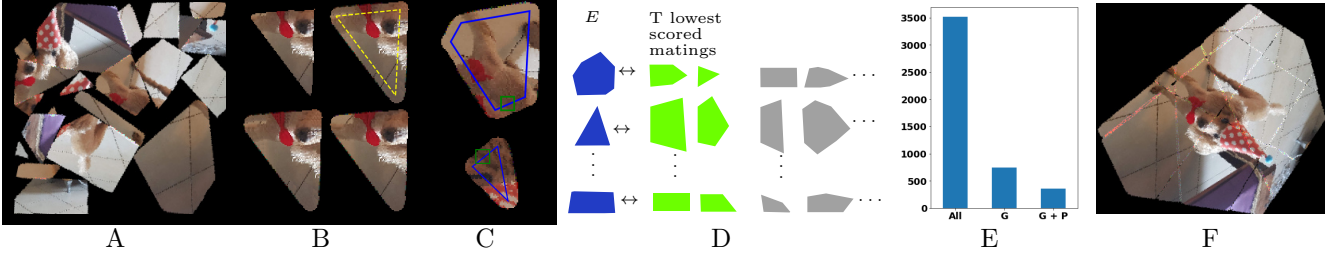 E
T lowest
scored
matings
↔ · · ·
↔ · · ·
↔ · · ·
3500
3000
2500
2000
1500
1000
500
0
All G G + P
A B C D E F